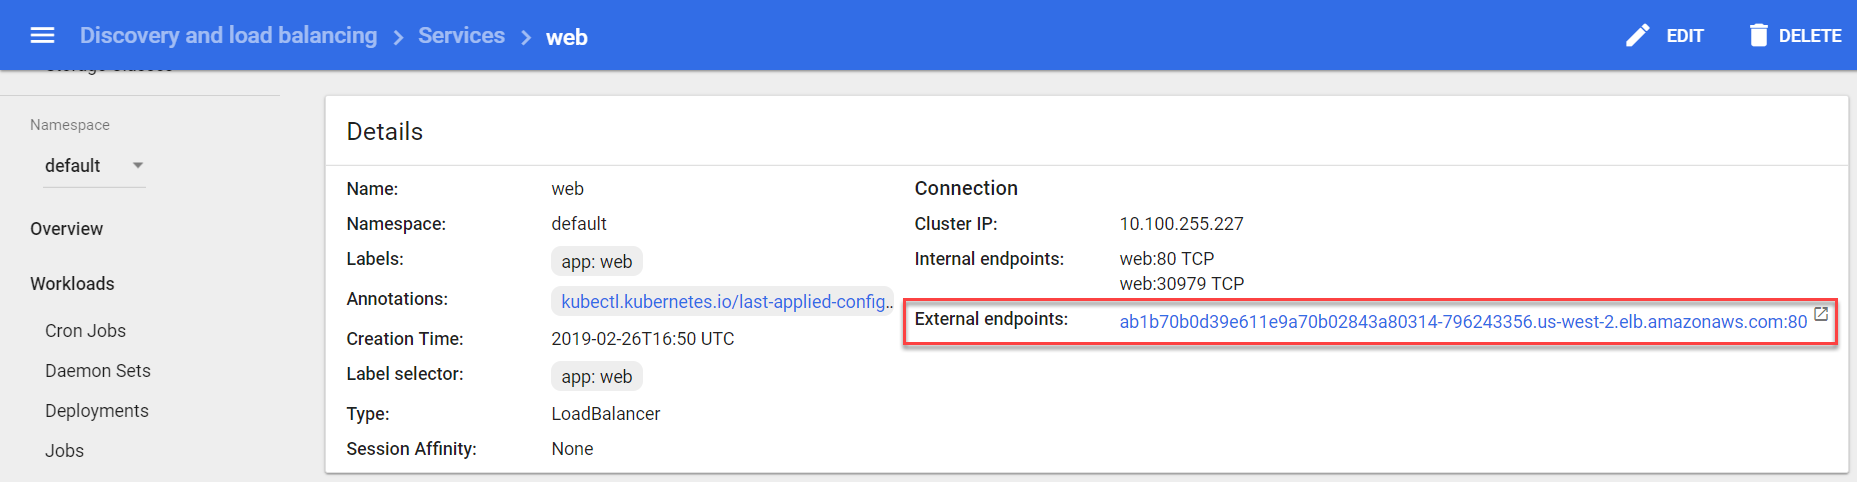 Discovery and load balancing > Services > web
EDIT
DELETE
Storage Classes
Namespace
default
Overview
Workloads
Cron Jobs
Daemon Sets
Deployments
Jobs
Details
Name: web
Namespace: default
Labels: app: web
Annotations: kubectl.kubernetes.io/last-applied-config..
Creation Time: 2019-02-26T16:50 UTC
Label selector: app: web
Type: LoadBalancer
Session Affinity: None
Connection
Cluster IP: 10.100.255.227
Internal endpoints: web:80 TCP
web:30979 TCP
External endpoints: ab1b70b0d39e611e9a70b02843a80314-796243356.us-west-2.elb.amazonaws.com:80